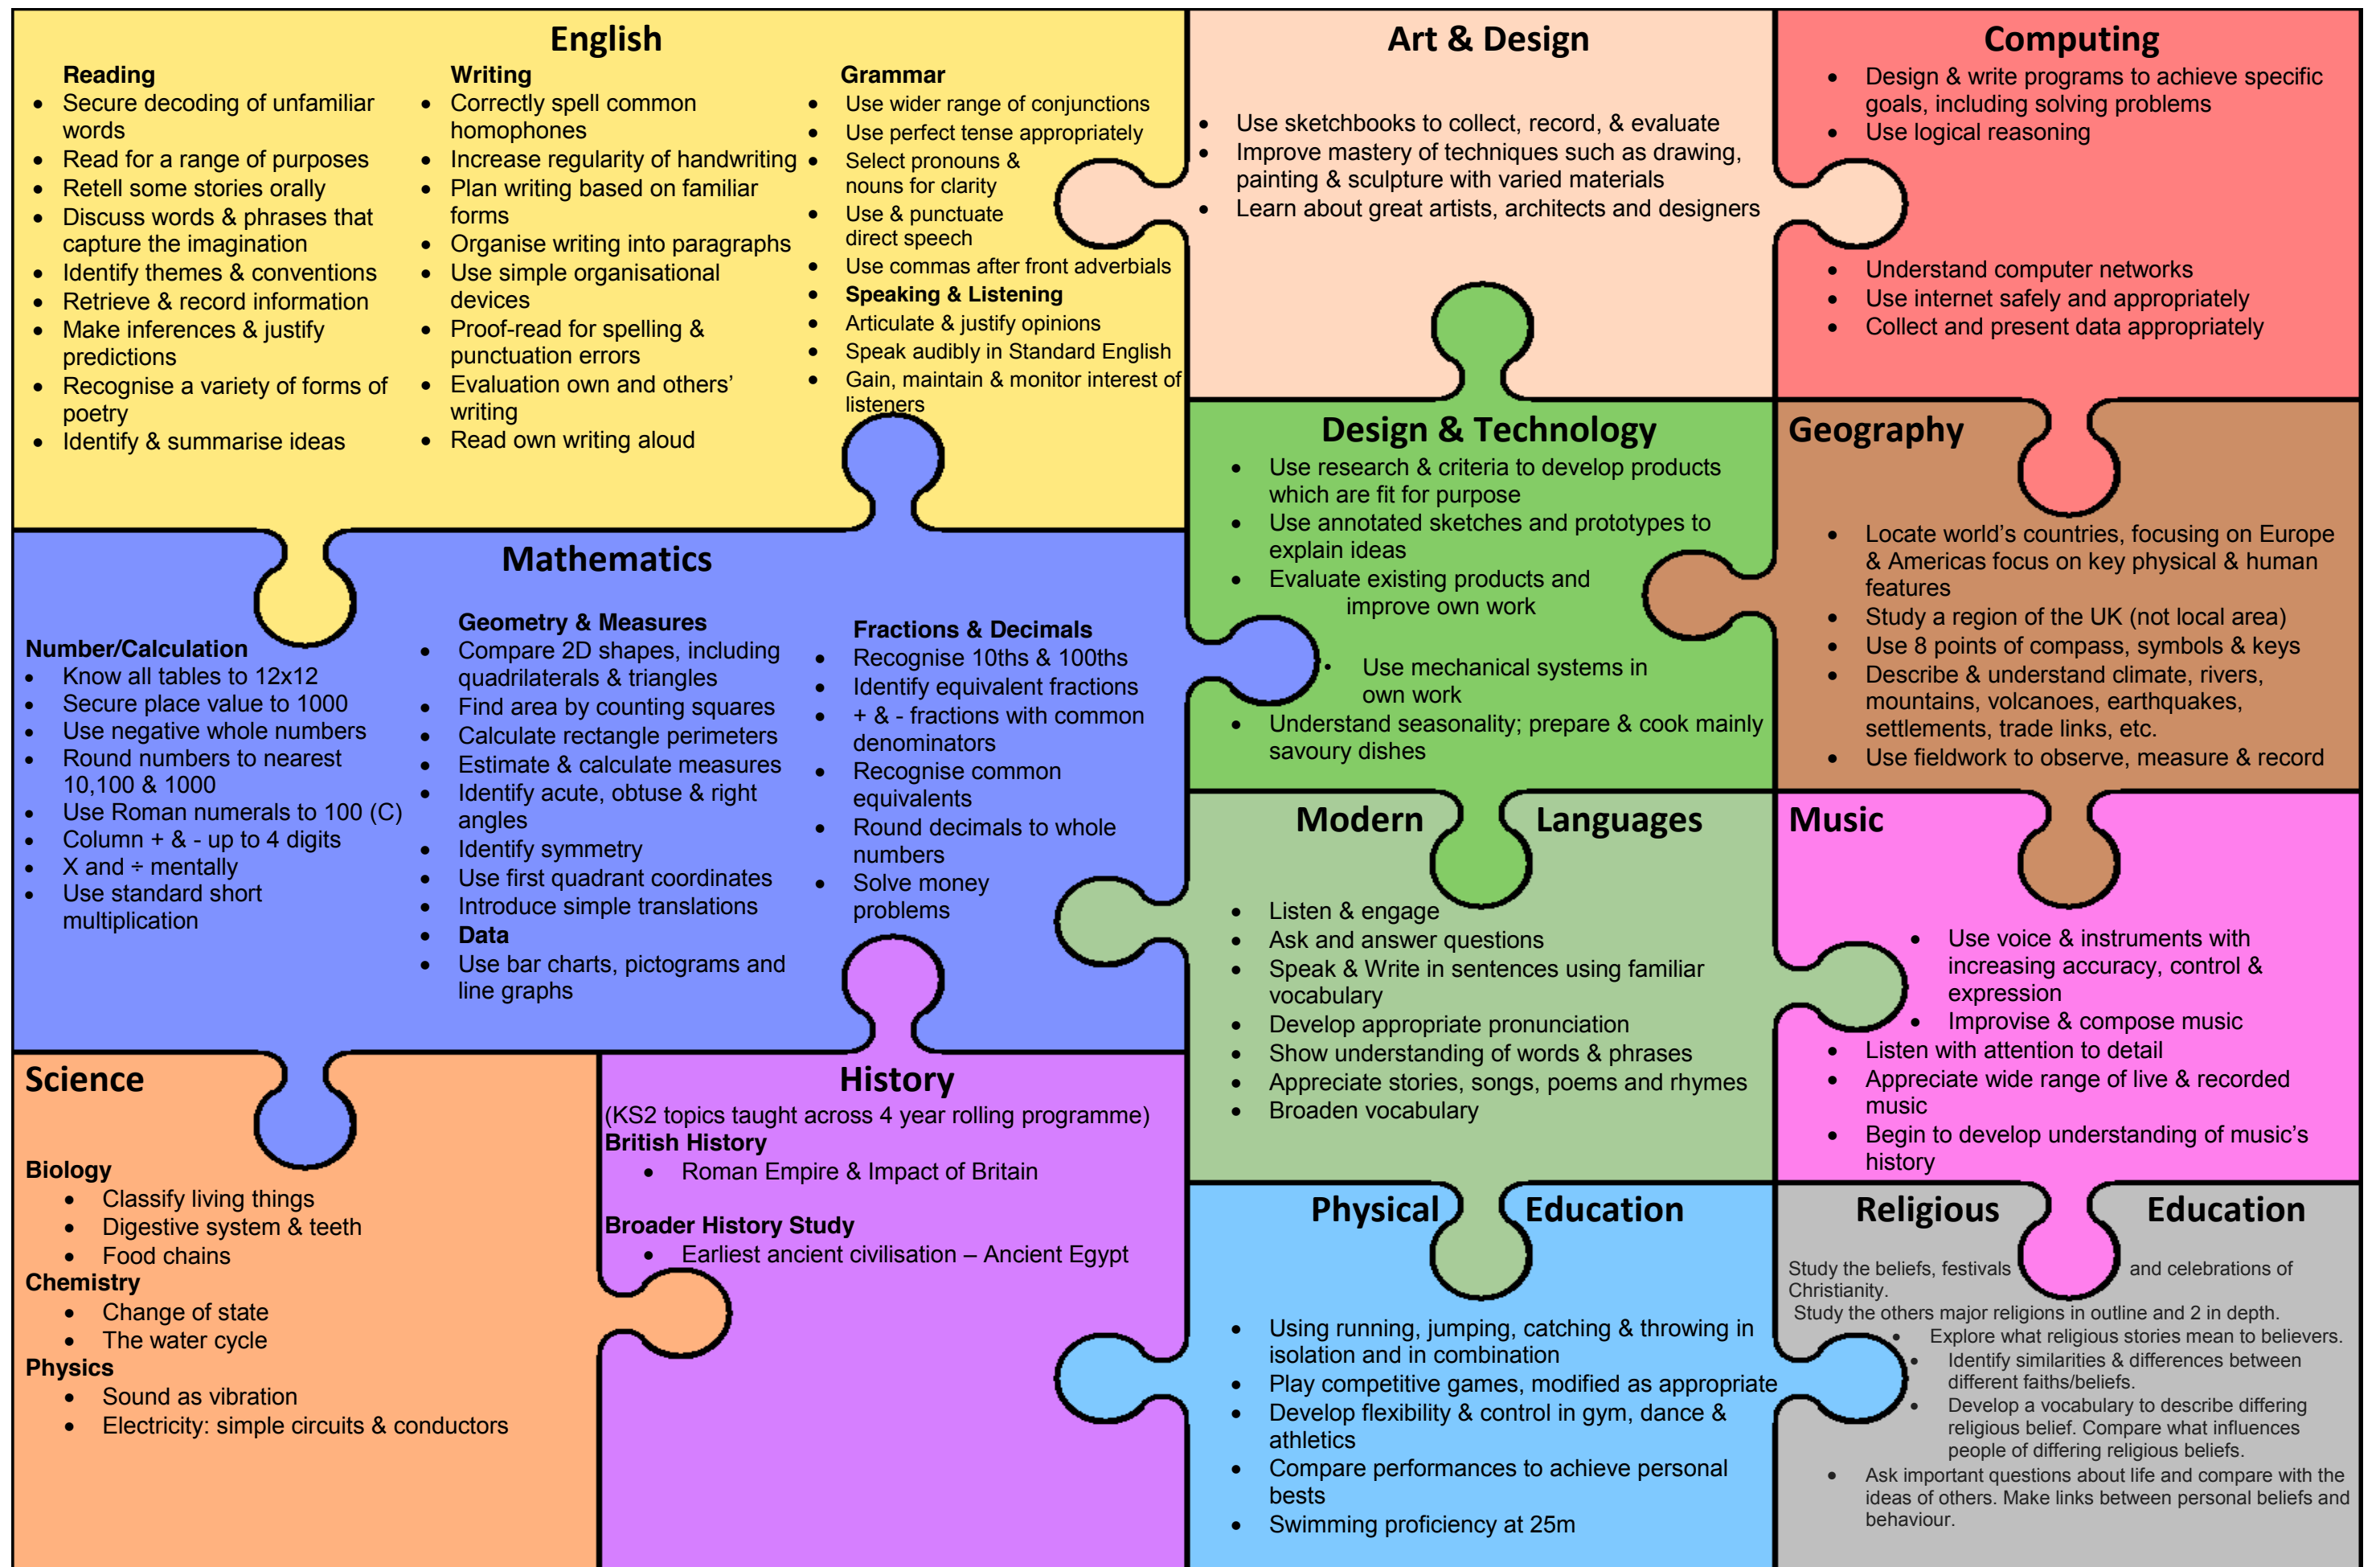 English
Reading
• Secure decoding of unfamiliar
words
• Read for a range of purposes
• Retell some stories orally
• Discuss words & phrases that
capture the imagination
• Identify themes & conventions
• Retrieve & record information
• Make inferences & justify
predictions
• Recognise a variety of forms of
poetry
• Identify & summarise ideas
Writing
• Correctly spell common
homophones
• Increase regularity of handwriting
• Plan writing based on familiar
forms
• Organise writing into paragraphs
• Use simple organisational
devices
• Proof-read for spelling &
punctuation errors
• Evaluation own and others’
writing
• Read own writing aloud
Grammar
• Use wider range of conjunctions
• Use perfect tense appropriately
• Select pronouns &
nouns for clarity
• Use & punctuate
direct speech
• Use commas after front adverbials
• Speaking & Listening
• Articulate & justify opinions
• Speak audibly in Standard English
• Gain, maintain & monitor interest of
listeners
Art & Design
• Use sketchbooks to collect, record, & evaluate
• Improve mastery of techniques such as drawing,
painting & sculpture with varied materials
• Learn about great artists, architects and designers
Computing
• Design & write programs to achieve specific
goals, including solving problems
• Use logical reasoning
• Understand computer networks
• Use internet safely and appropriately
• Collect and present data appropriately
Mathematics
Number/Calculation
• Know all tables to 12x12
• Secure place value to 1000
• Use negative whole numbers
• Round numbers to nearest
10,100 & 1000
• Use Roman numerals to 100 (C)
• Column + & - up to 4 digits
• X and ÷ mentally
• Use standard short
multiplication
Geometry & Measures
• Compare 2D shapes, including
quadrilaterals & triangles
• Find area by counting squares
• Calculate rectangle perimeters
• Estimate & calculate measures
• Identify acute, obtuse & right
angles
• Identify symmetry
• Use first quadrant coordinates
• Introduce simple translations
• Data
• Use bar charts, pictograms and
line graphs
Fractions & Decimals
• Recognise 10ths & 100ths
• Identify equivalent fractions
• + & - fractions with common
denominators
• Recognise common
equivalents
• Round decimals to whole
numbers
• Solve money
problems
Design & Technology
• Use research & criteria to develop products
which are fit for purpose
• Use annotated sketches and prototypes to
explain ideas
• Evaluate existing products and
improve own work
• Use mechanical systems in
own work
• Understand seasonality; prepare & cook mainly
savoury dishes
Geography
• Locate world’s countries, focusing on Europe
& Americas focus on key physical & human
features
• Study a region of the UK (not local area)
• Use 8 points of compass, symbols & keys
• Describe & understand climate, rivers,
mountains, volcanoes, earthquakes,
settlements, trade links, etc.
• Use fieldwork to observe, measure & record
Modern Languages
• Listen & engage
• Ask and answer questions
• Speak & Write in sentences using familiar
vocabulary
• Develop appropriate pronunciation
• Show understanding of words & phrases
• Appreciate stories, songs, poems and rhymes
• Broaden vocabulary
Music
• Use voice & instruments with
increasing accuracy, control &
expression
• Improvise & compose music
• Listen with attention to detail
• Appreciate wide range of live & recorded
music
• Begin to develop understanding of music’s
history
Science
Biology
• Classify living things
• Digestive system & teeth
• Food chains
Chemistry
• Change of state
• The water cycle
Physics
• Sound as vibration
• Electricity: simple circuits & conductors
History
(KS2 topics taught across 4 year rolling programme)
British History
• Roman Empire & Impact of Britain
Broader History Study
• Earliest ancient civilisation – Ancient Egypt
Physical Education
• Using running, jumping, catching & throwing in
isolation and in combination
• Play competitive games, modified as appropriate
• Develop flexibility & control in gym, dance &
athletics
• Compare performances to achieve personal
bests
• Swimming proficiency at 25m
Religious Education
Study the beliefs, festivals and celebrations of
Christianity.
Study the others major religions in outline and 2 in depth.
• Explore what religious stories mean to believers.
• Identify similarities & differences between
different faiths/beliefs.
• Develop a vocabulary to describe differing
religious belief. Compare what influences
people of differing religious beliefs.
• Ask important questions about life and compare with the
ideas of others. Make links between personal beliefs and
behaviour.